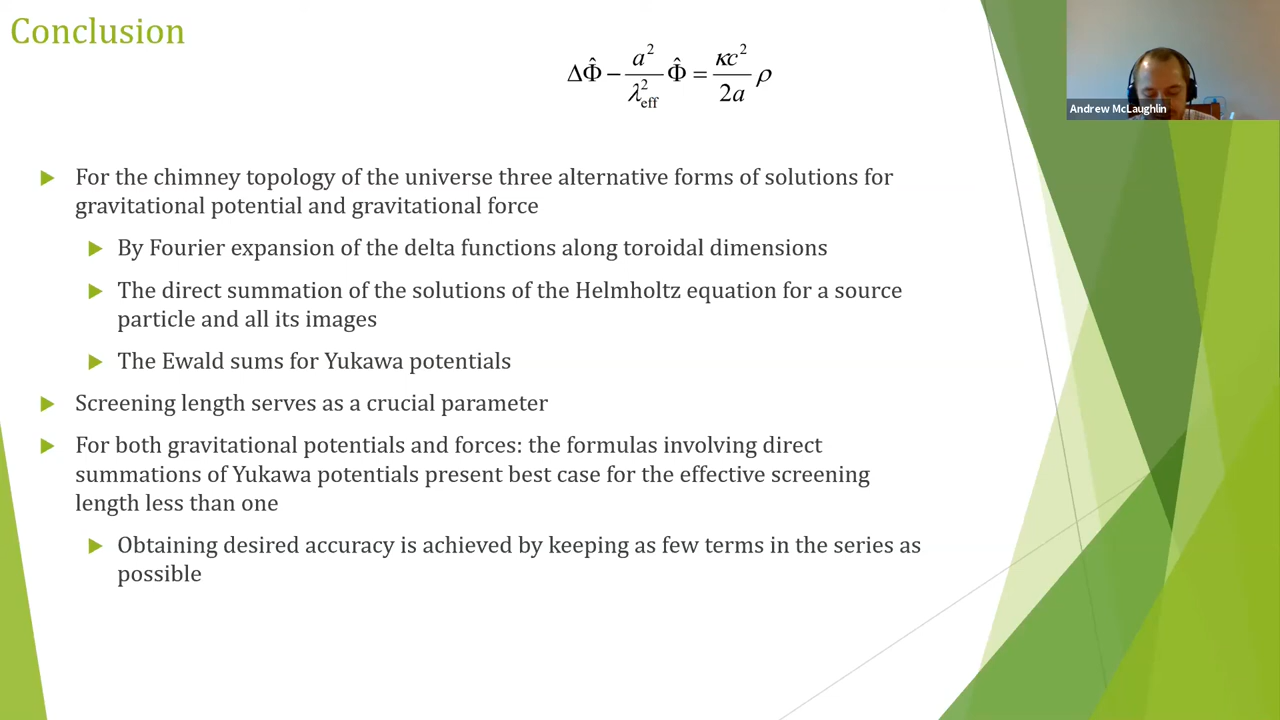 Conclusion
ΔΦ̂ − a²/λ²eff Φ̂ = κc²/2a ρ
Andrew McLaughlin
For the chimney topology of the universe three alternative forms of solutions for
gravitational potential and gravitational force
By Fourier expansion of the delta functions along toroidal dimensions
The direct summation of the solutions of the Helmholtz equation for a source
particle and all its images
The Ewald sums for Yukawa potentials
Screening length serves as a crucial parameter
For both gravitational potentials and forces: the formulas involving direct
summations of Yukawa potentials present best case for the effective screening
length less than one
Obtaining desired accuracy is achieved by keeping as few terms in the series as
possible